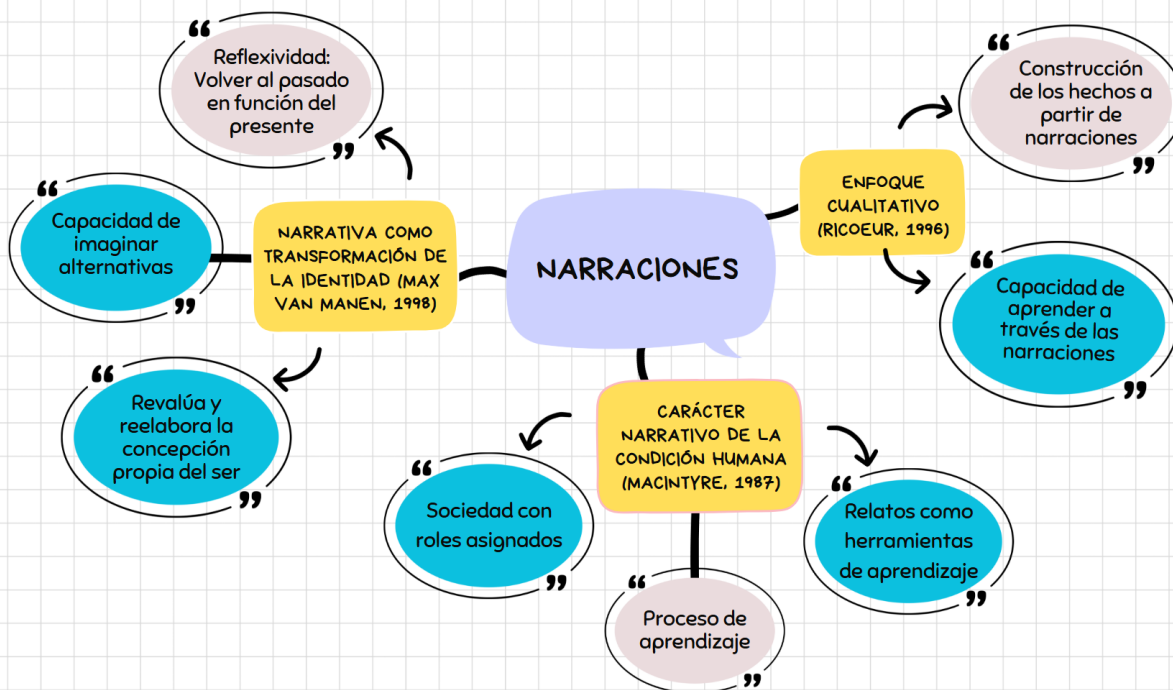 Reflexividad:
Volver al pasado
en función del
presente
Capacidad de
imaginar
alternativas
Revalúa y
reelabora la
concepción
propia del ser
NARRATIVA COMO
TRANSFORMACIÓN DE
LA IDENTIDAD (MAX
VAN MANEN, 1998)
NARRACIONES
ENFOQUE
CUALITATIVO
(RICOEUR, 1996)
Construcción
de los hechos a
partir de
narraciones
Capacidad de
aprender a
través de las
narraciones
CARÁCTER
NARRATIVO DE LA
CONDICIÓN HUMANA
(MACINTYRE, 1987)
Sociedad con
roles asignados
Proceso de
aprendizaje
Relatos como
herramientas
de aprendizaje